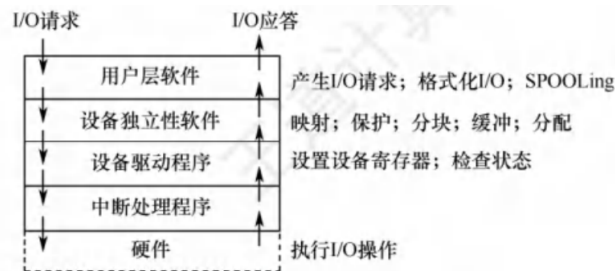 I/O请求 I/O应答
用户层软件 产生I/O请求；格式化I/O；SPOOLing
设备独立性软件 映射；保护；分块；缓冲；分配
设备驱动程序 设置设备寄存器；检查状态
中断处理程序
硬件 执行I/O操作